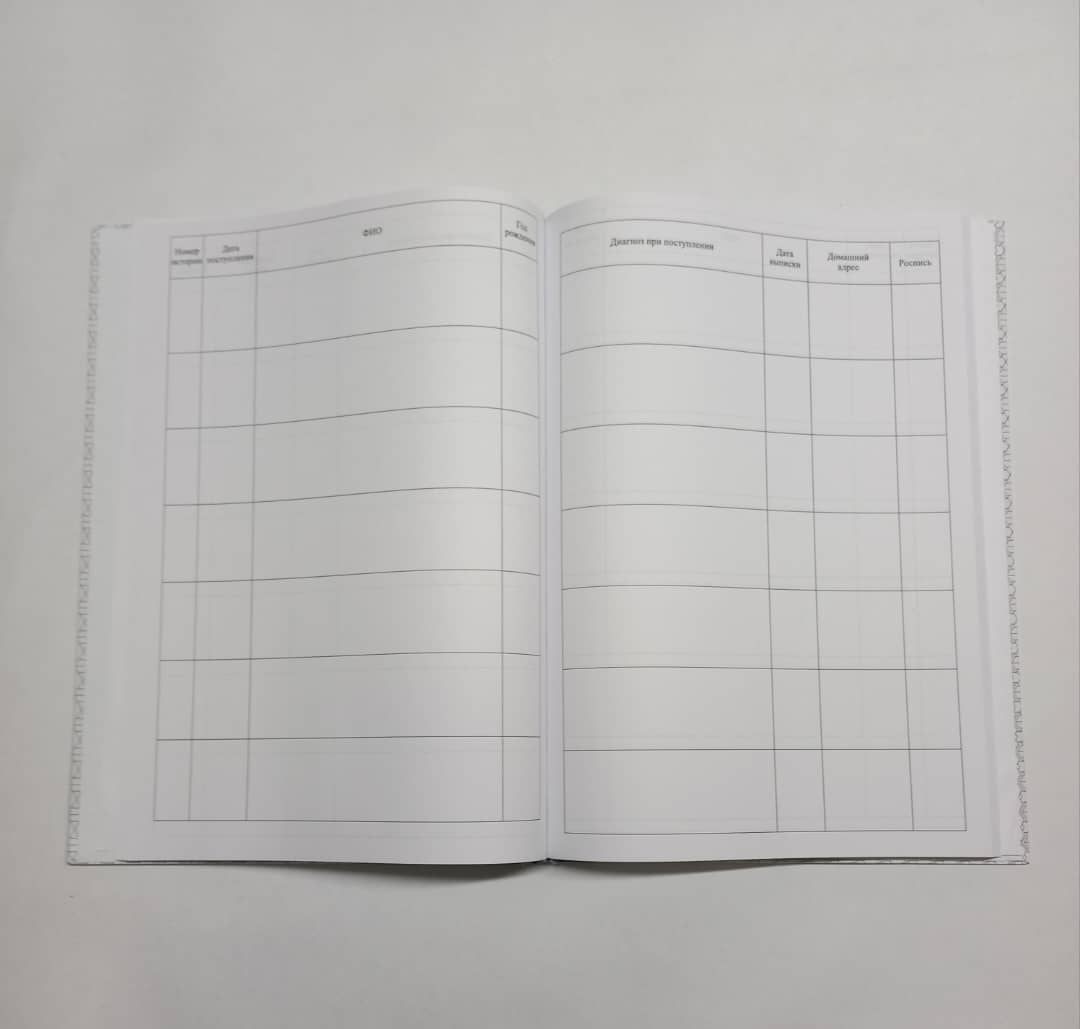 Номер
истории
Дата
поступления
ФИО
Год
рождения
Диагноз при поступлении
Дата
выписки
Домашний
адрес
Роспись